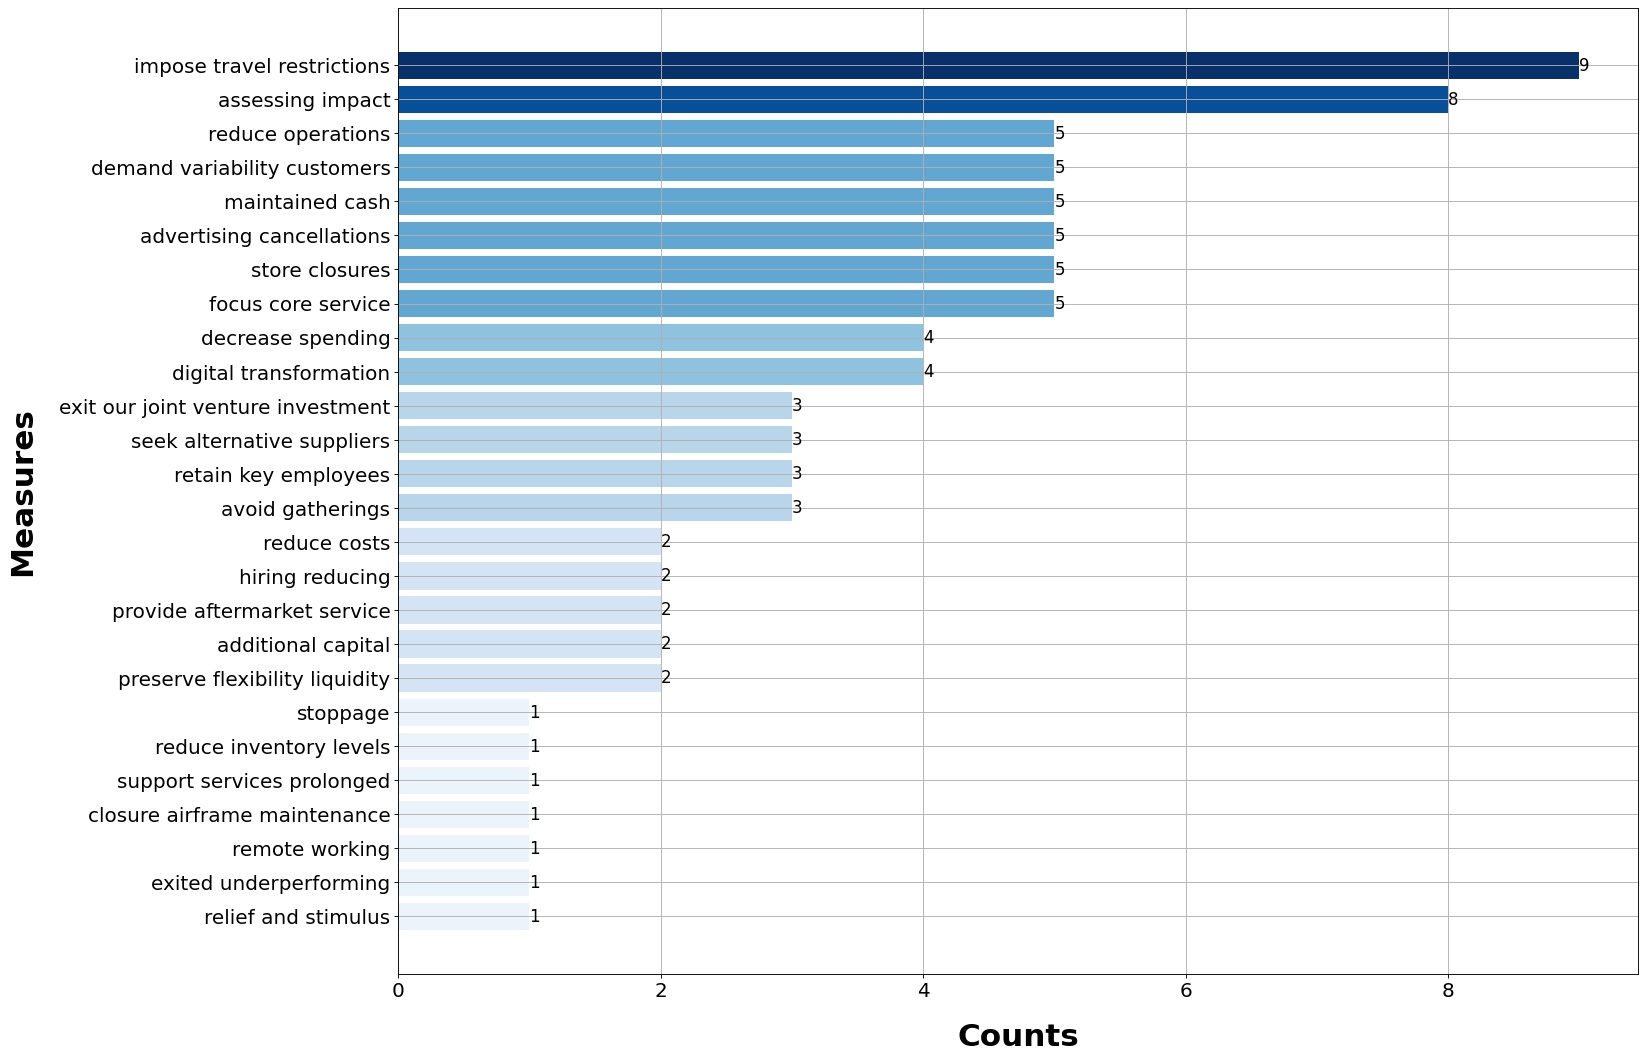 impose travel restrictions 9
assessing impact 8
reduce operations 5
demand variability customers 5
maintained cash 5
advertising cancellations 5
store closures 5
focus core service 5
decrease spending 4
digital transformation 4
exit our joint venture investment 3
seek alternative suppliers 3
retain key employees 3
avoid gatherings 3
reduce costs 2
hiring reducing 2
provide aftermarket service 2
additional capital 2
preserve flexibility liquidity 2
stoppage 1
reduce inventory levels 1
support services prolonged 1
closure airframe maintenance 1
remote working 1
exited underperforming 1
relief and stimulus 1
Measures
0 2 4 6 8
Counts